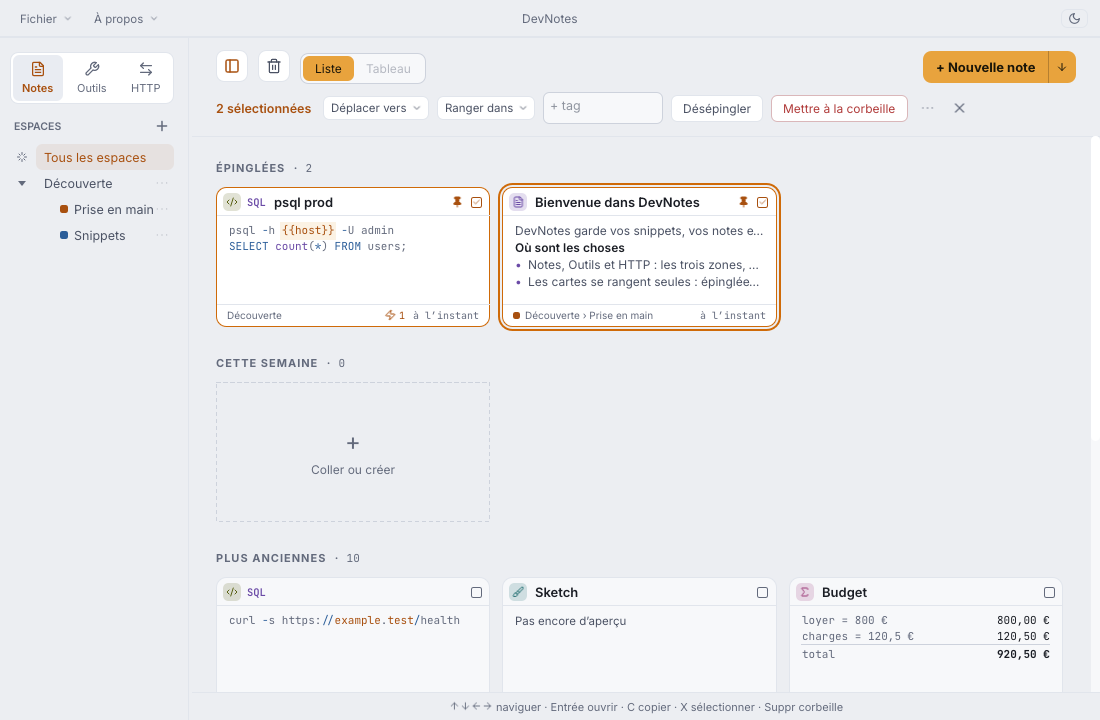 Fichier À propos DevNotes
Notes Outils HTTP
Liste Tableau
+ Nouvelle note
2 sélectionnées Déplacer vers Ranger dans + tag Désépingler Mettre à la corbeille ···
ESPACES +
Tous les espaces
Découverte ···
Prise en main ···
Snippets ···
ÉPINGLÉES · 2
SQL psql prod
psql -h {{host}} -U admin
SELECT count(*) FROM users;
Découverte 1 à l’instant
Bienvenue dans DevNotes
DevNotes garde vos snippets, vos notes e…
Où sont les choses
• Notes, Outils et HTTP : les trois zones, …
• Les cartes se rangent seules : épinglée…
Découverte › Prise en main à l’instant
CETTE SEMAINE · 0
+
Coller ou créer
PLUS ANCIENNES · 10
SQL
curl -s https://example.test/health
Sketch
Pas encore d’aperçu
Σ Budget
loyer = 800 € 800,00 €
charges = 120,5 € 120,50 €
total 920,50 €
↑↓←→ naviguer · Entrée ouvrir · C copier · X sélectionner · Suppr corbeille